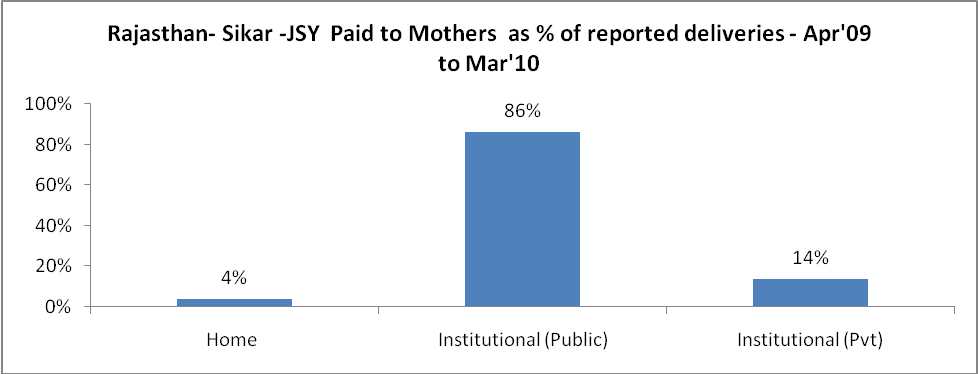 Rajasthan- Sikar -JSY Paid to Mothers as % of reported deliveries - Apr'09
to Mar'10
100%
80%
60%
40%
20%
0%
4%
86%
14%
Home
Institutional (Public)
Institutional (Pvt)